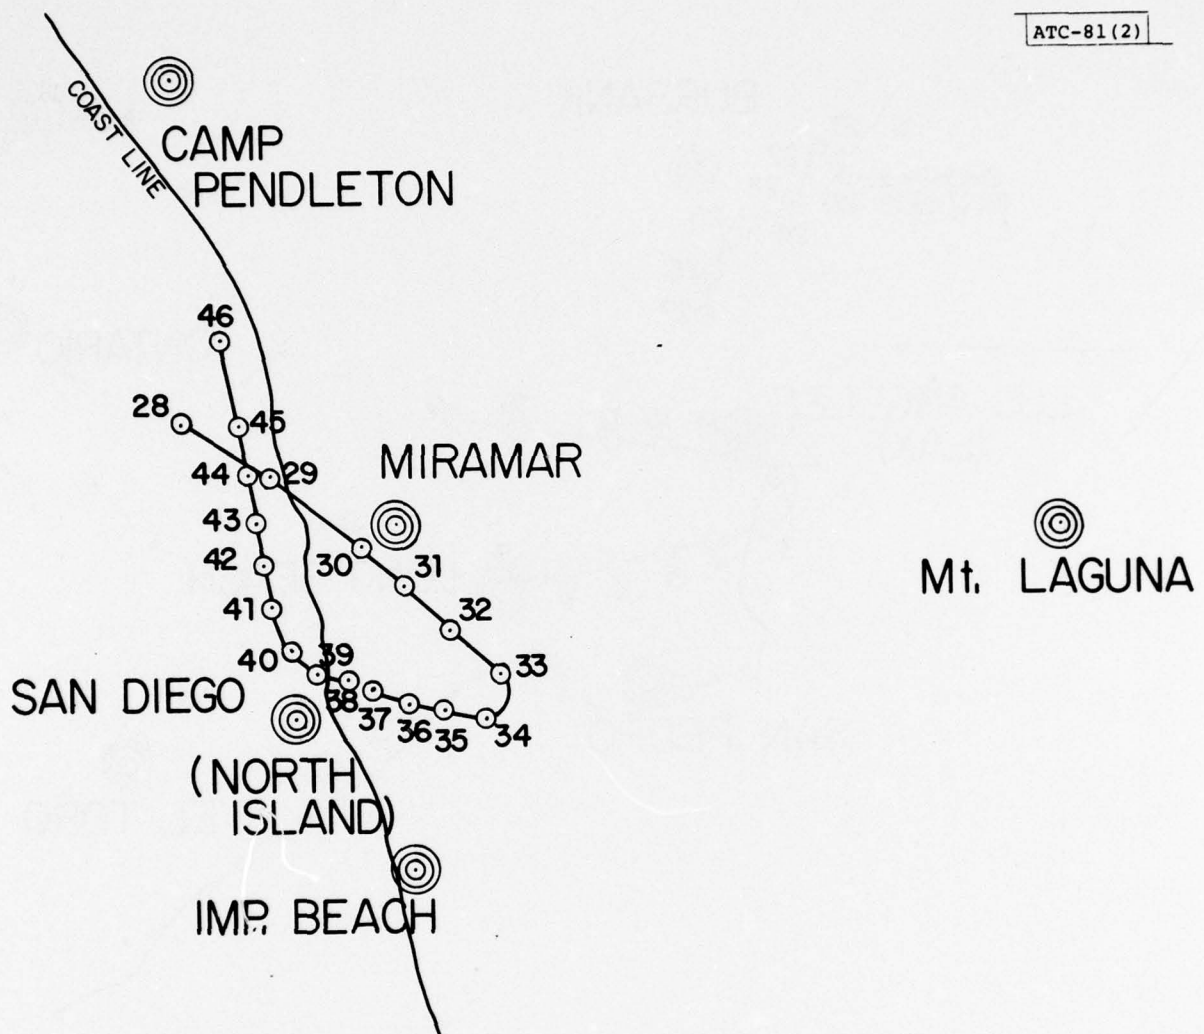 ATC-81(2)
COAST LINE
CAMP
PENDLETON
46
28
45
44
29
MIRAMAR
43
42
30
31
Mt. LAGUNA
41
32
40
39
33
SAN DIEGO
38
37
36
35
34
(NORTH
ISLAND)
IMP. BEACH